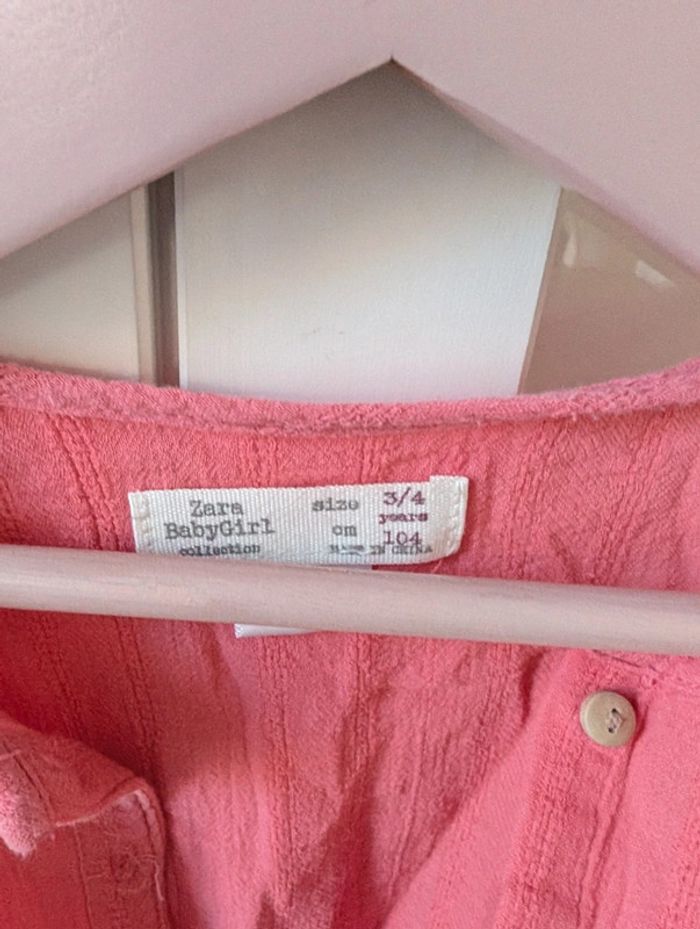 Zara size 3/4
BabyGirl cm years
collection 104
MADE IN CHINA